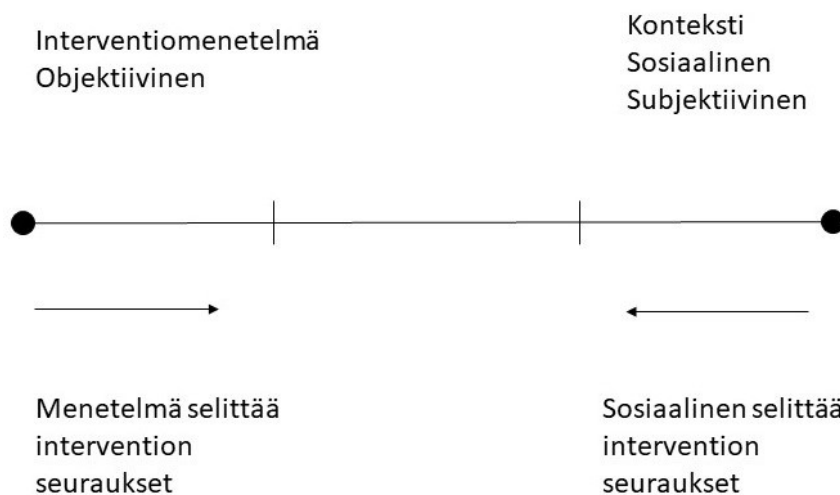 Interventiomenetelmä
Objektiivinen
Konteksti
Sosiaalinen
Subjektiivinen
Menetelmä selittää
intervention
seuraukset
Sosiaalinen selittää
intervention
seuraukset